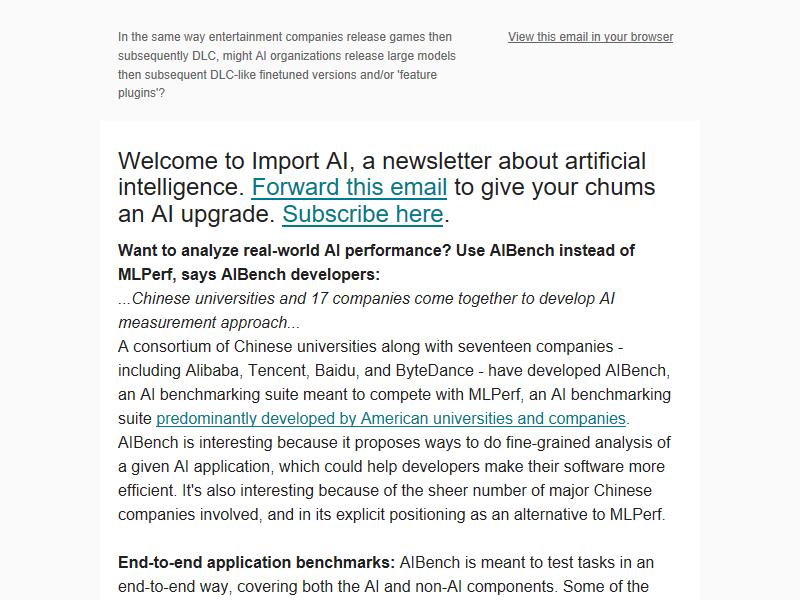 In the same way entertainment companies release games then
subsequently DLC, might AI organizations release large models
then subsequent DLC-like finetuned versions and/or 'feature
plugins'?
View this email in your browser
Welcome to Import AI, a newsletter about artificial
intelligence. Forward this email to give your chums
an AI upgrade. Subscribe here.
Want to analyze real-world AI performance? Use AIBench instead of
MLPerf, says AIBench developers:
...Chinese universities and 17 companies come together to develop AI
measurement approach...
A consortium of Chinese universities along with seventeen companies -
including Alibaba, Tencent, Baidu, and ByteDance - have developed AIBench,
an AI benchmarking suite meant to compete with MLPerf, an AI benchmarking
suite predominantly developed by American universities and companies.
AIBench is interesting because it proposes ways to do fine-grained analysis of
a given AI application, which could help developers make their software more
efficient. It's also interesting because of the sheer number of major Chinese
companies involved, and in its explicit positioning as an alternative to MLPerf.
End-to-end application benchmarks: AIBench is meant to test tasks in an
end-to-end way, covering both the AI and non-AI components. Some of the